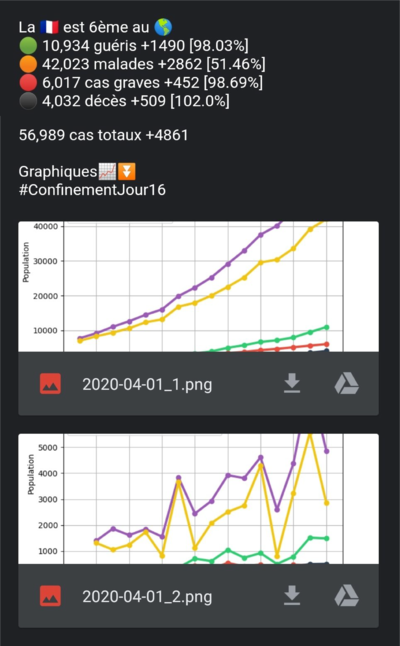 La 🇫🇷 est 6ème au 🌎
🟢 10,934 guéris +1490 [98.03%]
🟠 42,023 malades +2862 [51.46%]
🔴 6,017 cas graves +452 [98.69%]
⚫ 4,032 décès +509 [102.0%]
56,989 cas totaux +4861
Graphiques📈⏬
#ConfinementJour16
40000
30000
20000
10000
Population
2020-04-01_1.png
5000
4000
3000
2000
1000
Population
2020-04-01_2.png